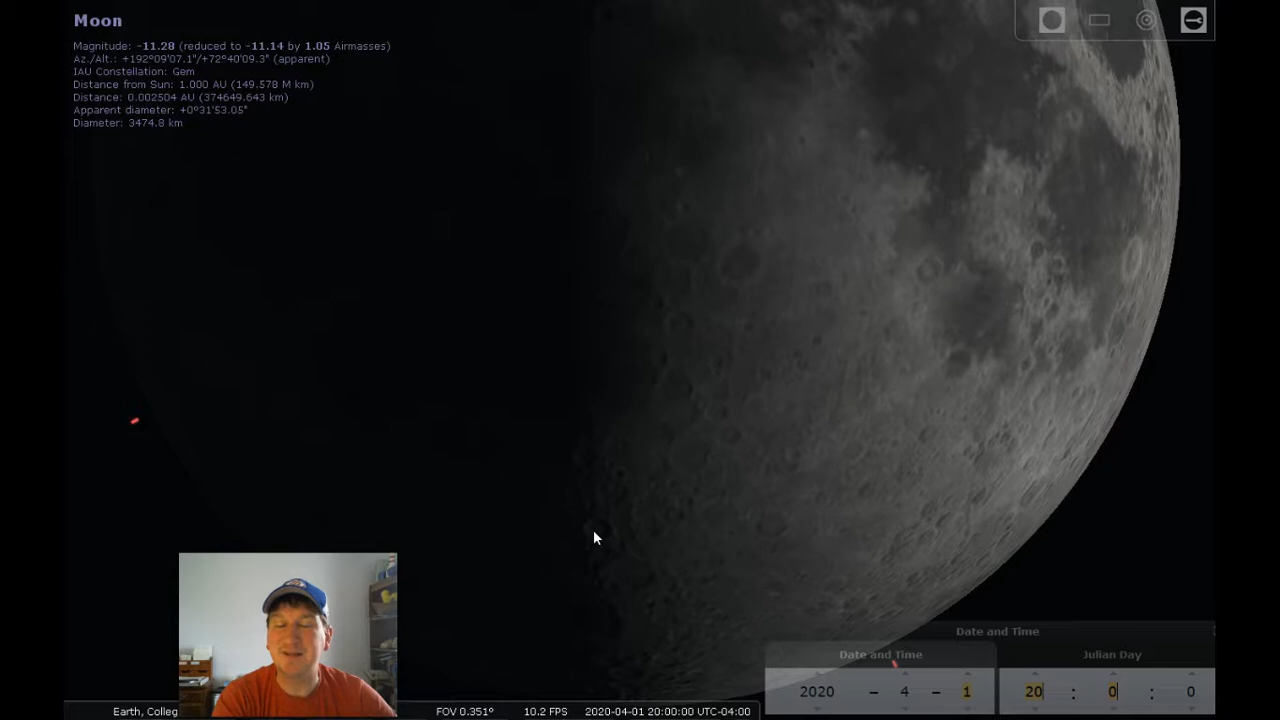 Moon
Magnitude: -11.28 (reduced to -11.14 by 1.05 Airmasses)
Az./Alt.: +192°09'07.1"/+72°40'09.3" (apparent)
IAU Constellation: Gem
Distance from Sun: 1.000 AU (149.578 M km)
Distance: 0.002504 AU (374649.643 km)
Apparent diameter: +0°31'53.05"
Diameter: 3474.8 km
Date and Time
Date and Time Julian Day
2020 - 4 - 1 20 : 0 : 0
Earth, Colleg FOV 0.351° 10.2 FPS 2020-04-01 20:00:00 UTC-04:00